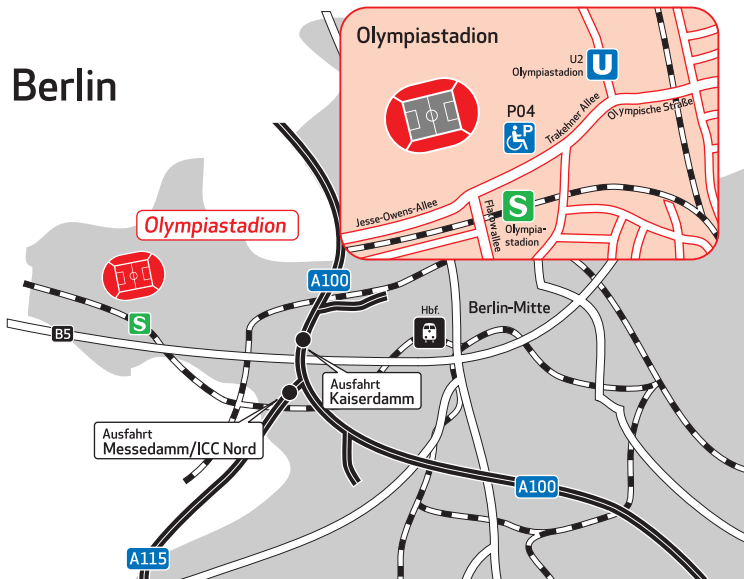 Berlin
Olympiastadion
U2
Olympiastadion
U
P04
P
Trakehner Allee
Olympische Straße
Jesse-Owens-Allee
Flatowallee
S
Olympia-
stadion
Olympiastadion
A100
S
B5
Hbf.
Berlin-Mitte
Ausfahrt
Kaiserdamm
Ausfahrt
Messedamm/ICC Nord
A100
A115